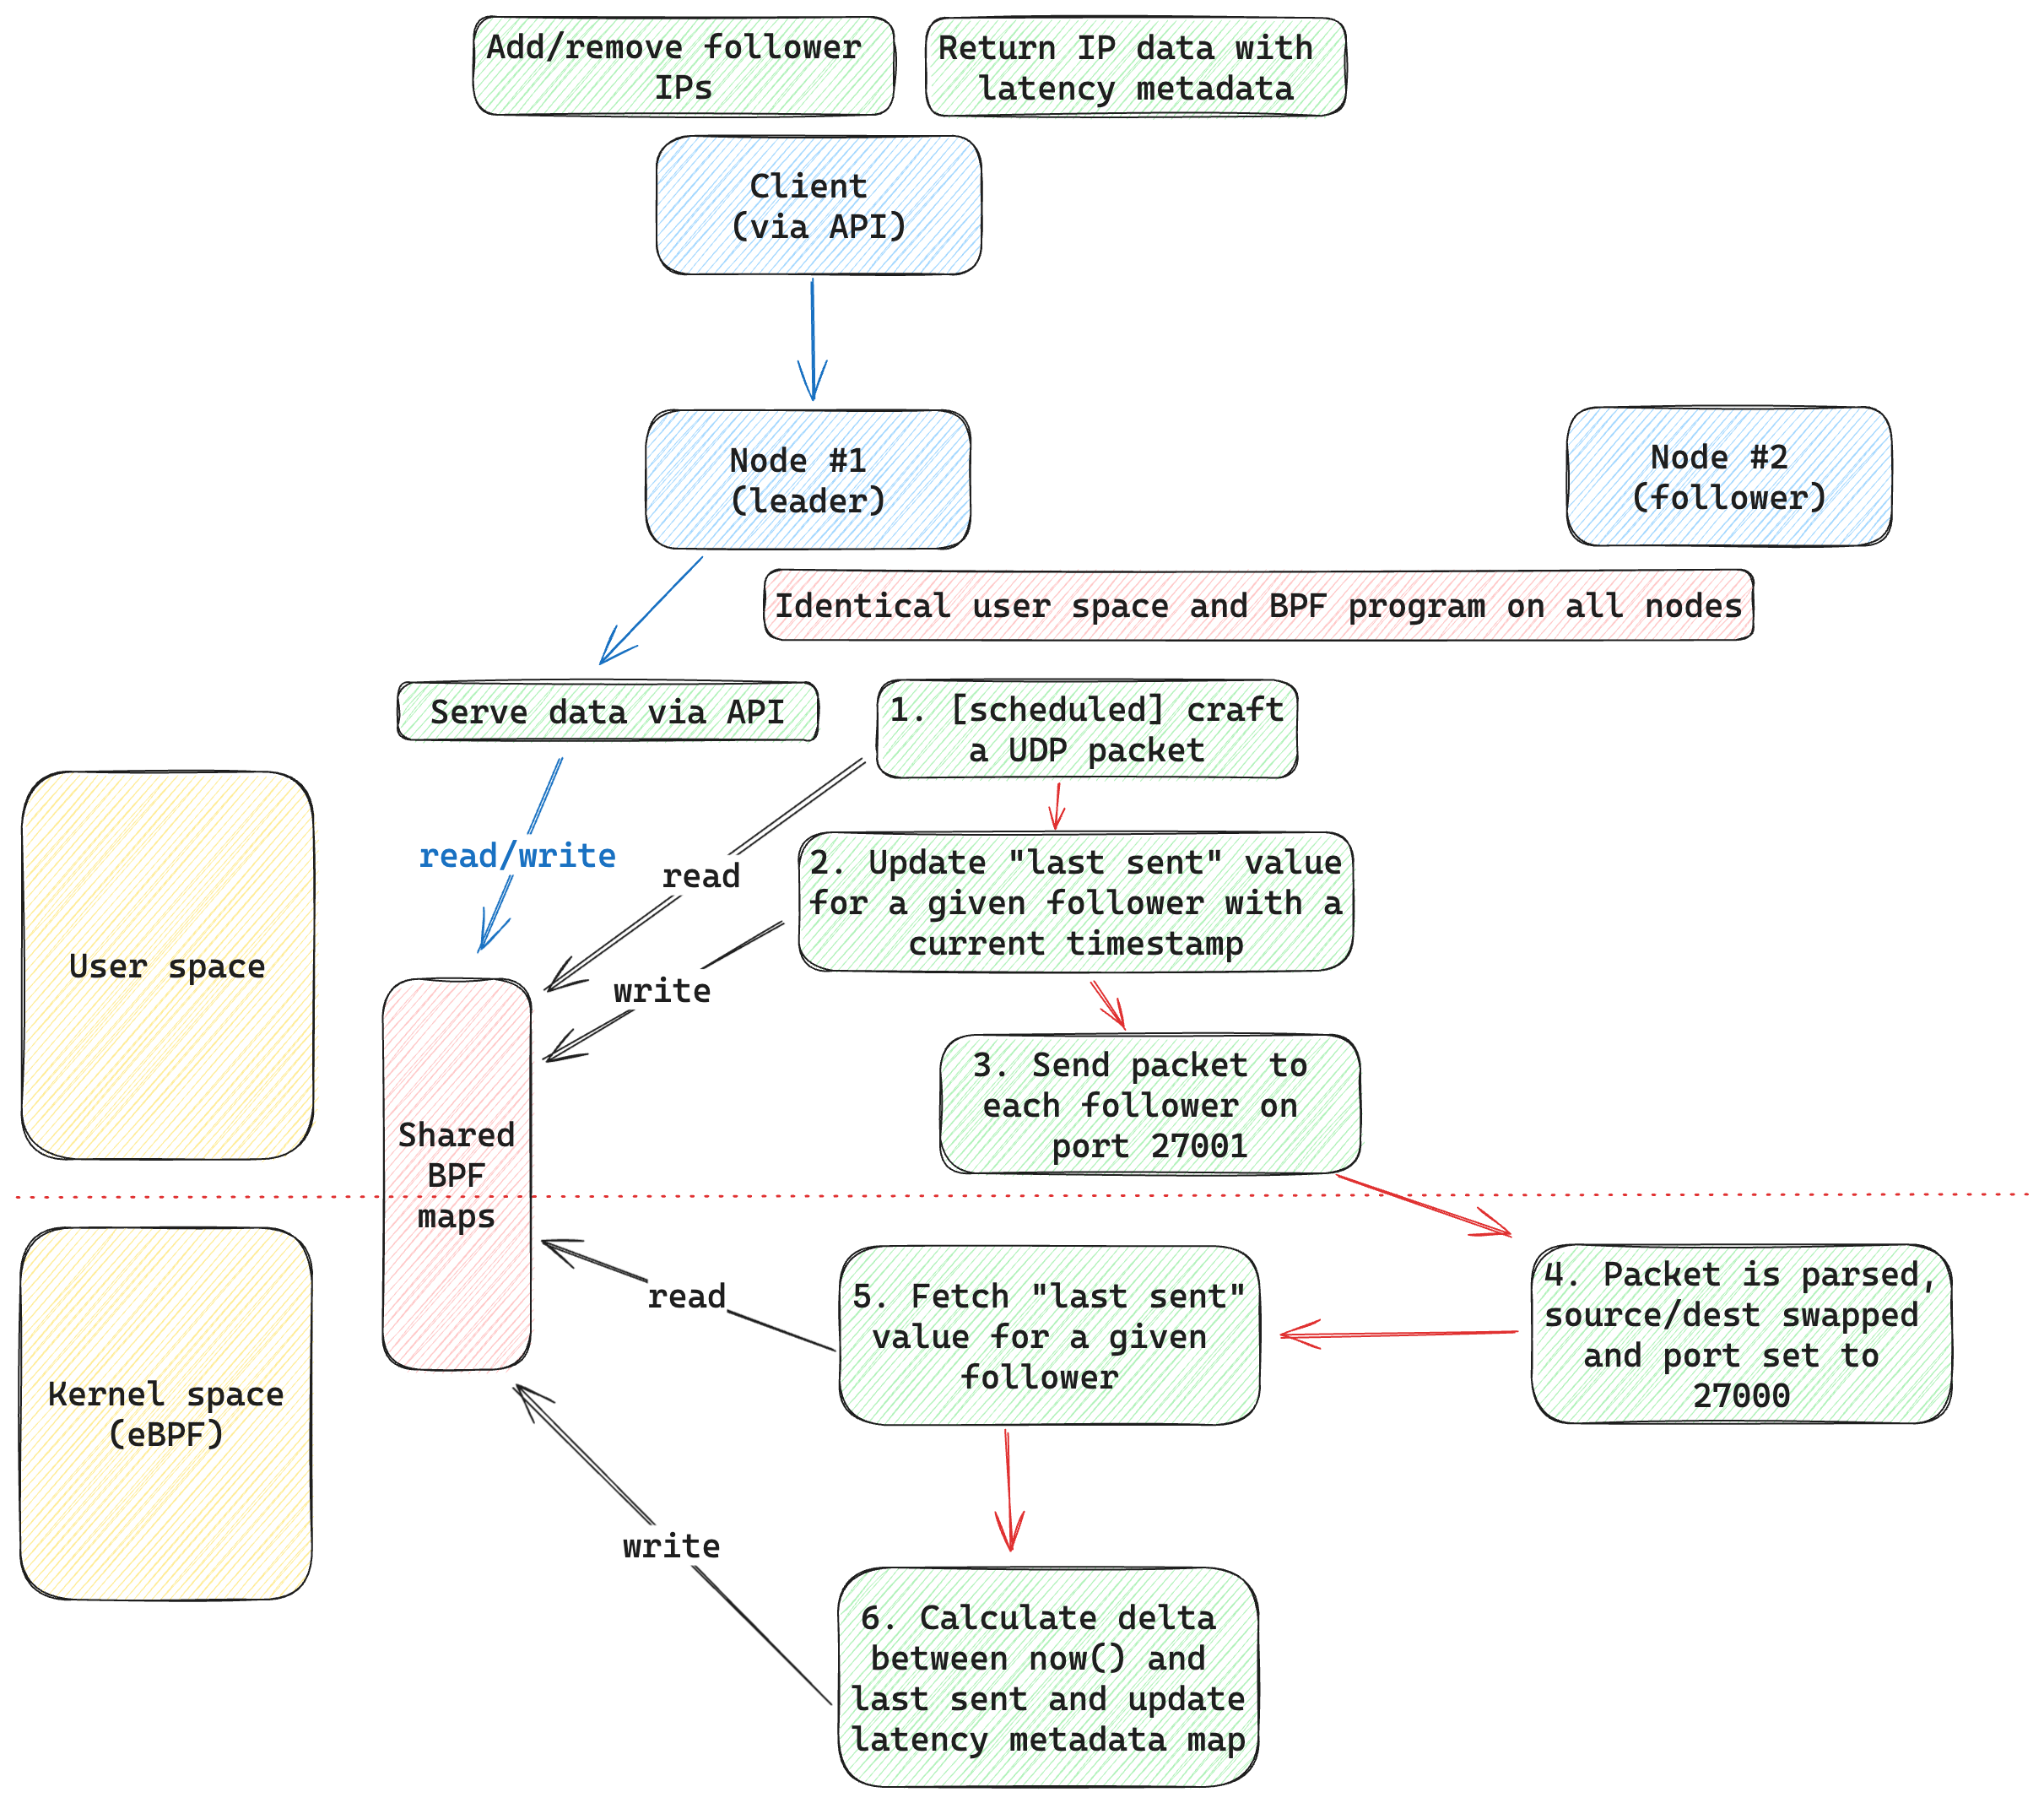 Add/remove follower
IPs
Return IP data with
latency metadata
Client
(via API)
Node #1
(leader)
Node #2
(follower)
Identical user space and BPF program on all nodes
Serve data via API
1. [scheduled] craft
a UDP packet
read/write
read
2. Update "last sent" value
for a given follower with a
current timestamp
User space
write
3. Send packet to
each follower on
port 27001
Shared
BPF
maps
Kernel space
(eBPF)
read
5. Fetch "last sent"
value for a given
follower
4. Packet is parsed,
source/dest swapped
and port set to
27000
write
6. Calculate delta
between now() and
last sent and update
latency metadata map